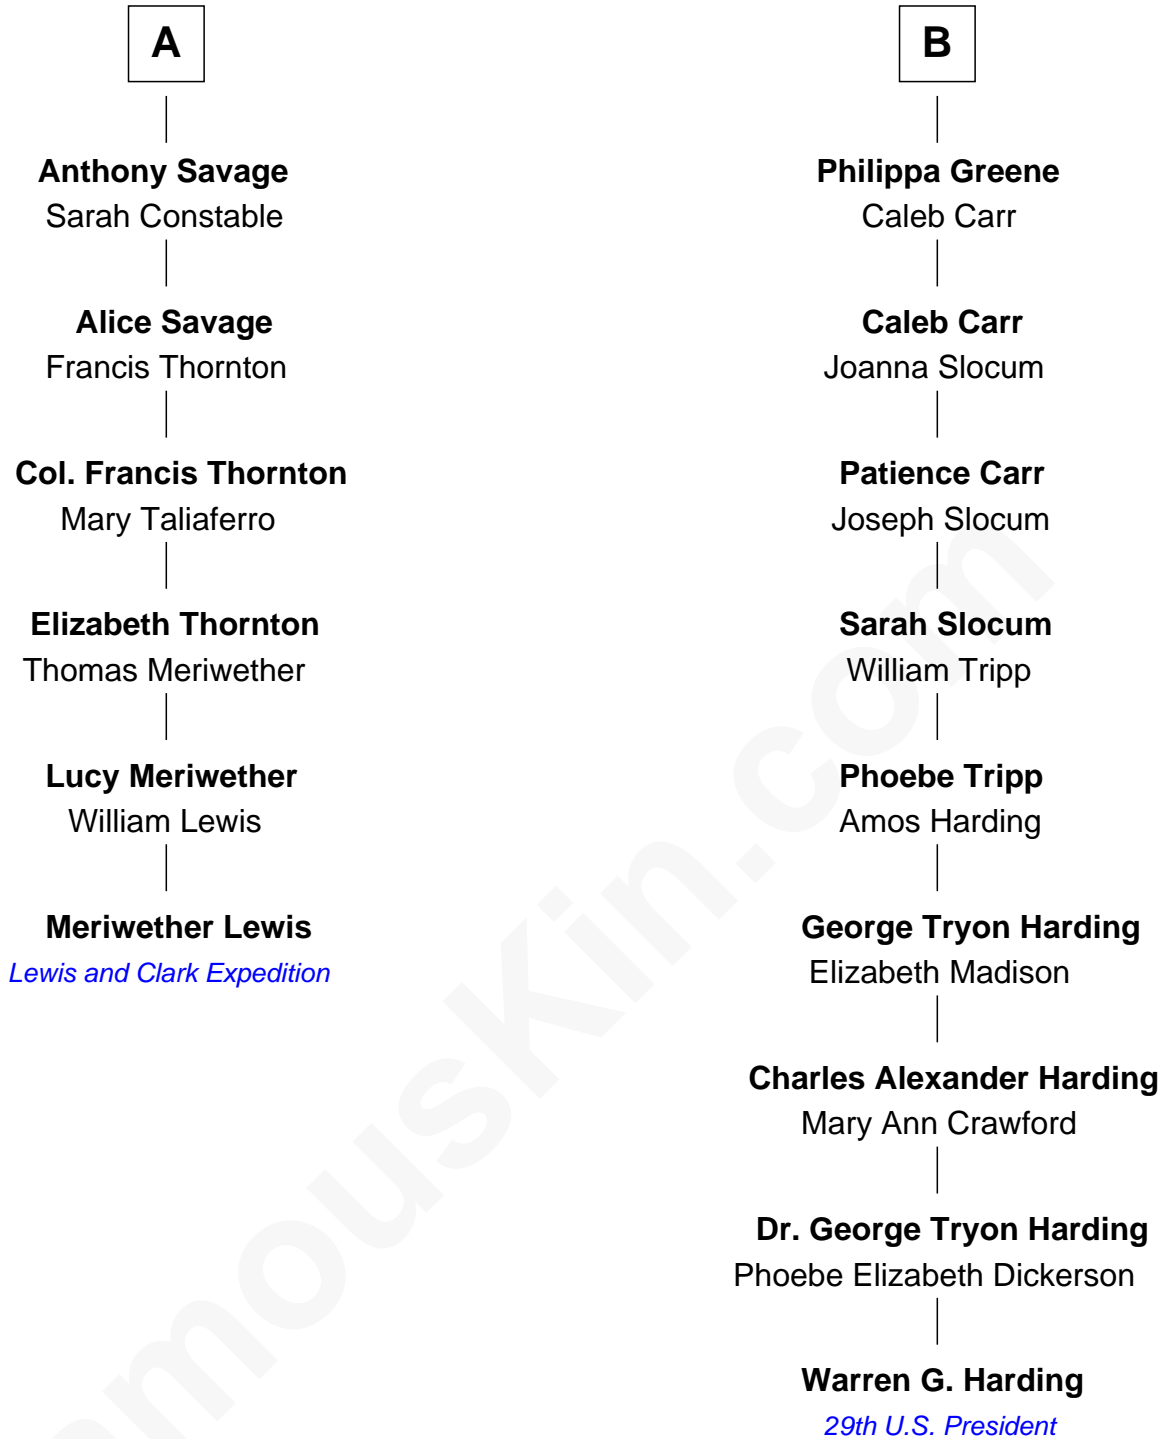 A
Anthony Savage
Sarah Constable
Alice Savage
Francis Thornton
Col. Francis Thornton
Mary Taliaferro
Elizabeth Thornton
Thomas Meriwether
Lucy Meriwether
William Lewis
Meriwether Lewis
Lewis and Clark Expedition
B
Philippa Greene
Caleb Carr
Caleb Carr
Joanna Slocum
Patience Carr
Joseph Slocum
Sarah Slocum
William Tripp
Phoebe Tripp
Amos Harding
George Tryon Harding
Elizabeth Madison
Charles Alexander Harding
Mary Ann Crawford
Dr. George Tryon Harding
Phoebe Elizabeth Dickerson
Warren G. Harding
29th U.S. President